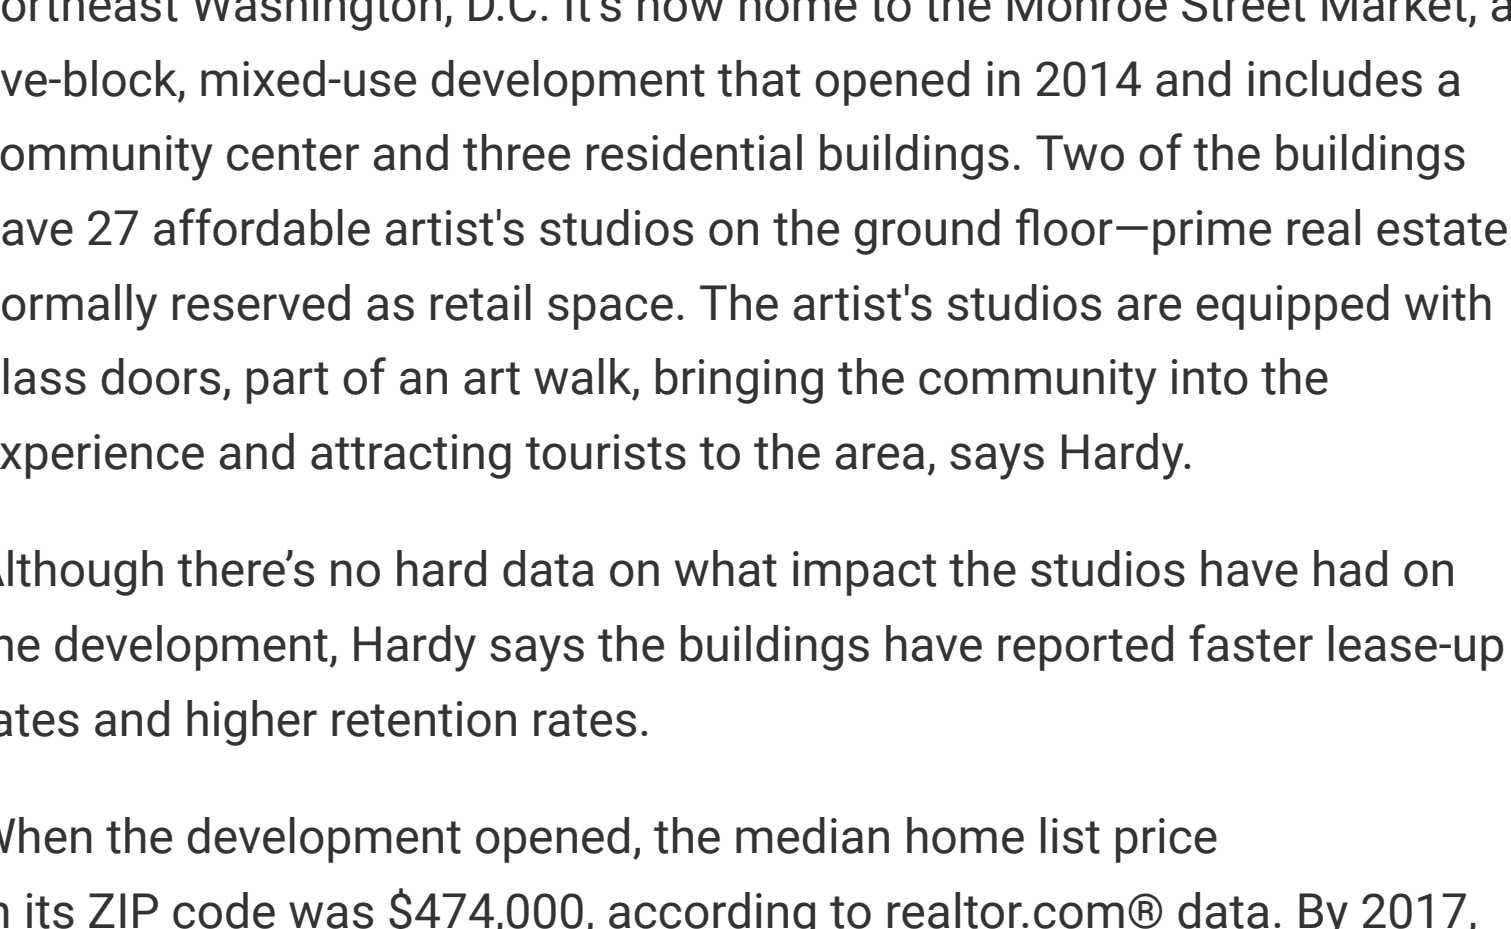 ortheast Washington, D.C. It's now home to the Monroe Street Market, a
ve-block, mixed-use development that opened in 2014 and includes a
ommunity center and three residential buildings. Two of the buildings
ave 27 affordable artist's studios on the ground floor—prime real estate
ormally reserved as retail space. The artist's studios are equipped with
lass doors, part of an art walk, bringing the community into the
xperience and attracting tourists to the area, says Hardy.
Although there’s no hard data on what impact the studios have had on
he development, Hardy says the buildings have reported faster lease-up
ates and higher retention rates.
When the development opened, the median home list price
n its ZIP code was $474,000, according to realtor.com® data. By 2017,